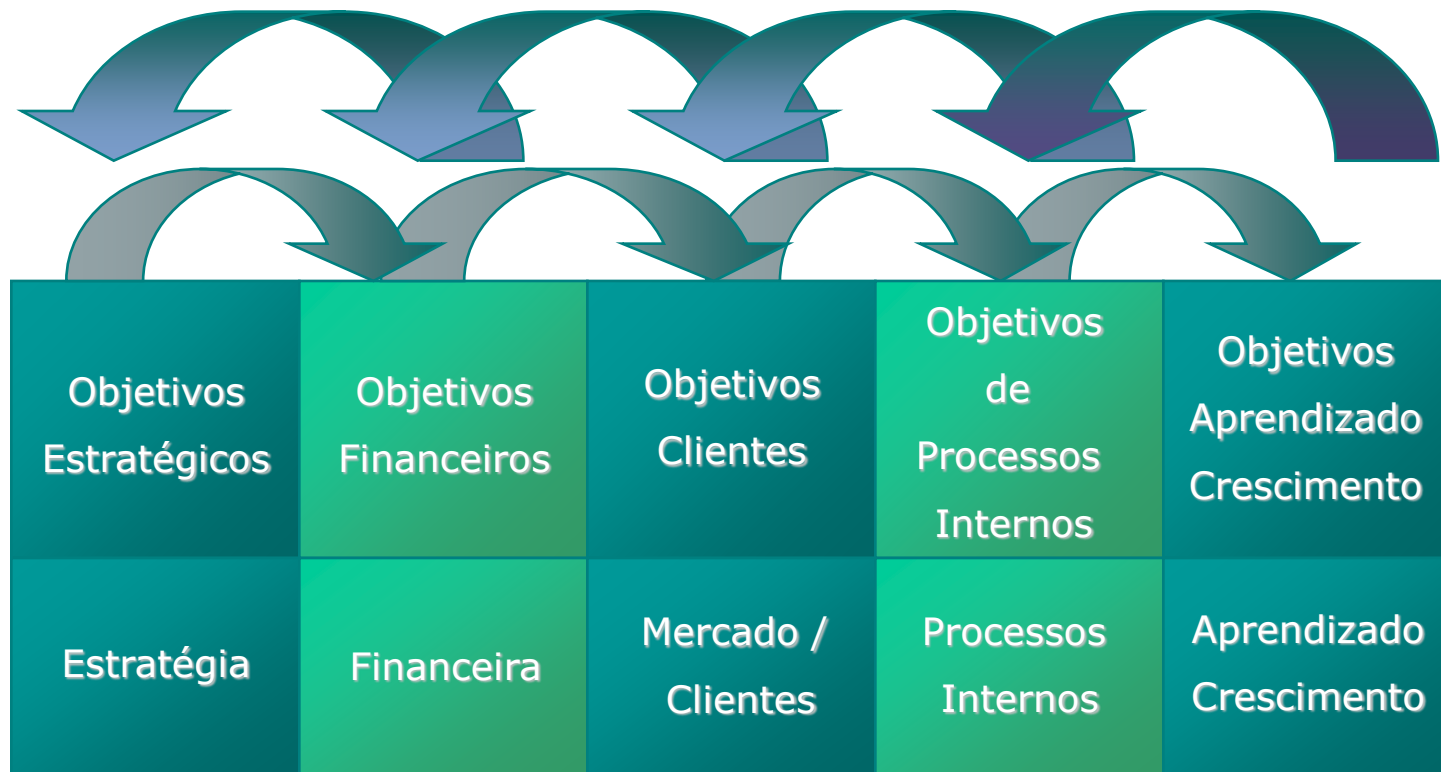 Objetivos
Estratégicos
Objetivos
Financeiros
Objetivos
Clientes
Objetivos
de
Processos
Internos
Objetivos
Aprendizado
Crescimento
Estratégia
Financeira
Mercado /
Clientes
Processos
Internos
Aprendizado
Crescimento